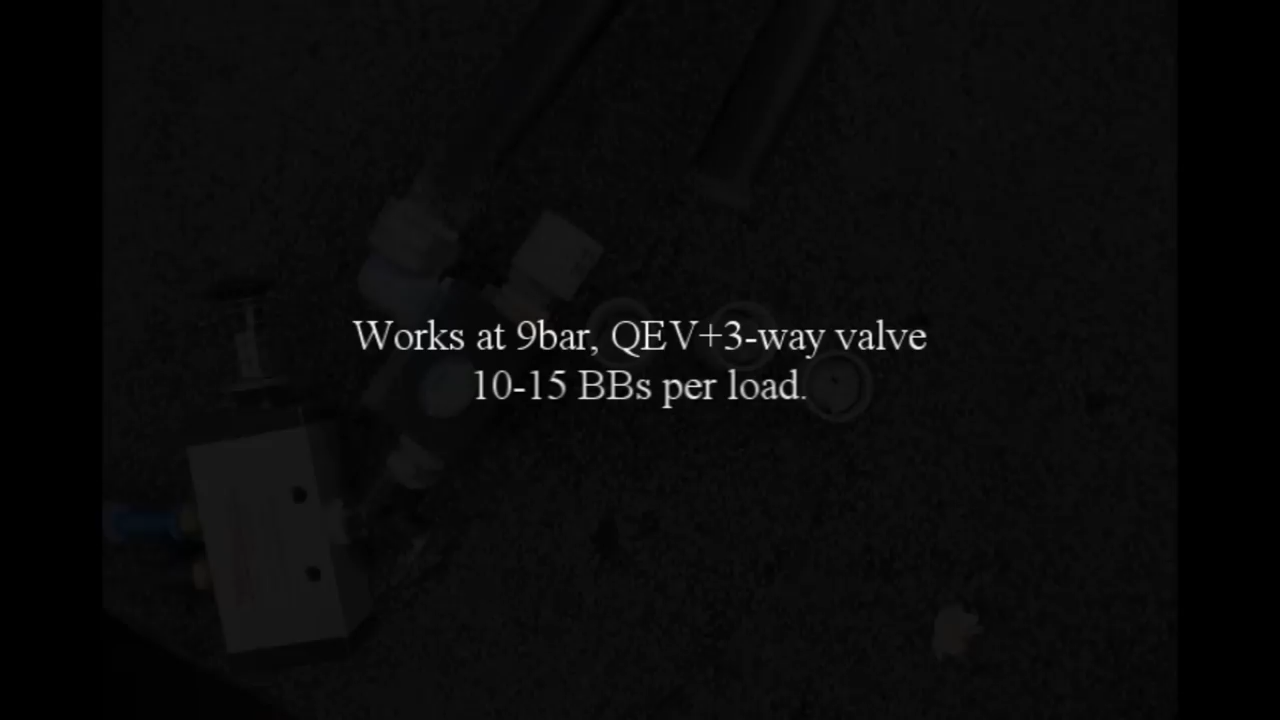 Works at 9bar, QEV+3-way valve
10-15 BBs per load.